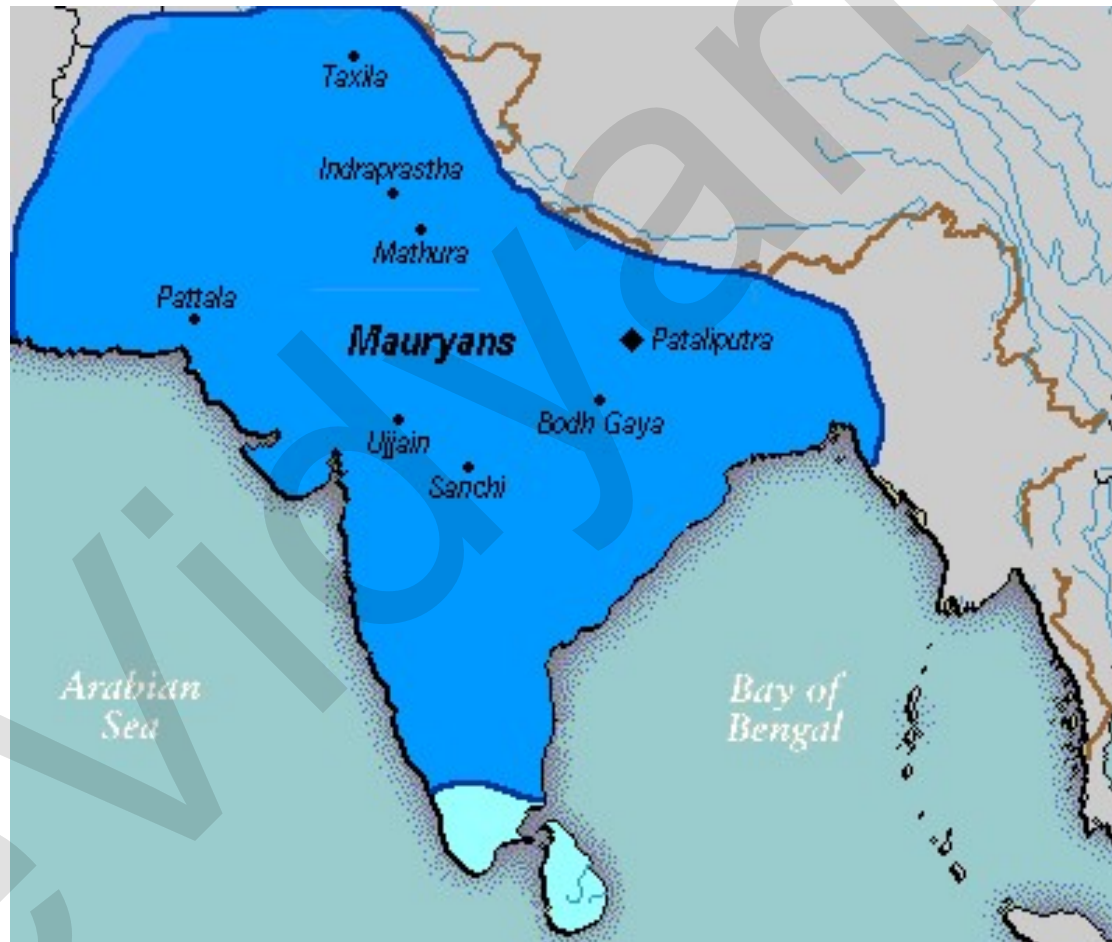 Taxila
Indraprastha
Mathura
Pattala
Mauryans
Pataliputra
Bodh Gaya
Ujjain
Sanchi
Arabian
Sea
Bay of
Bengal